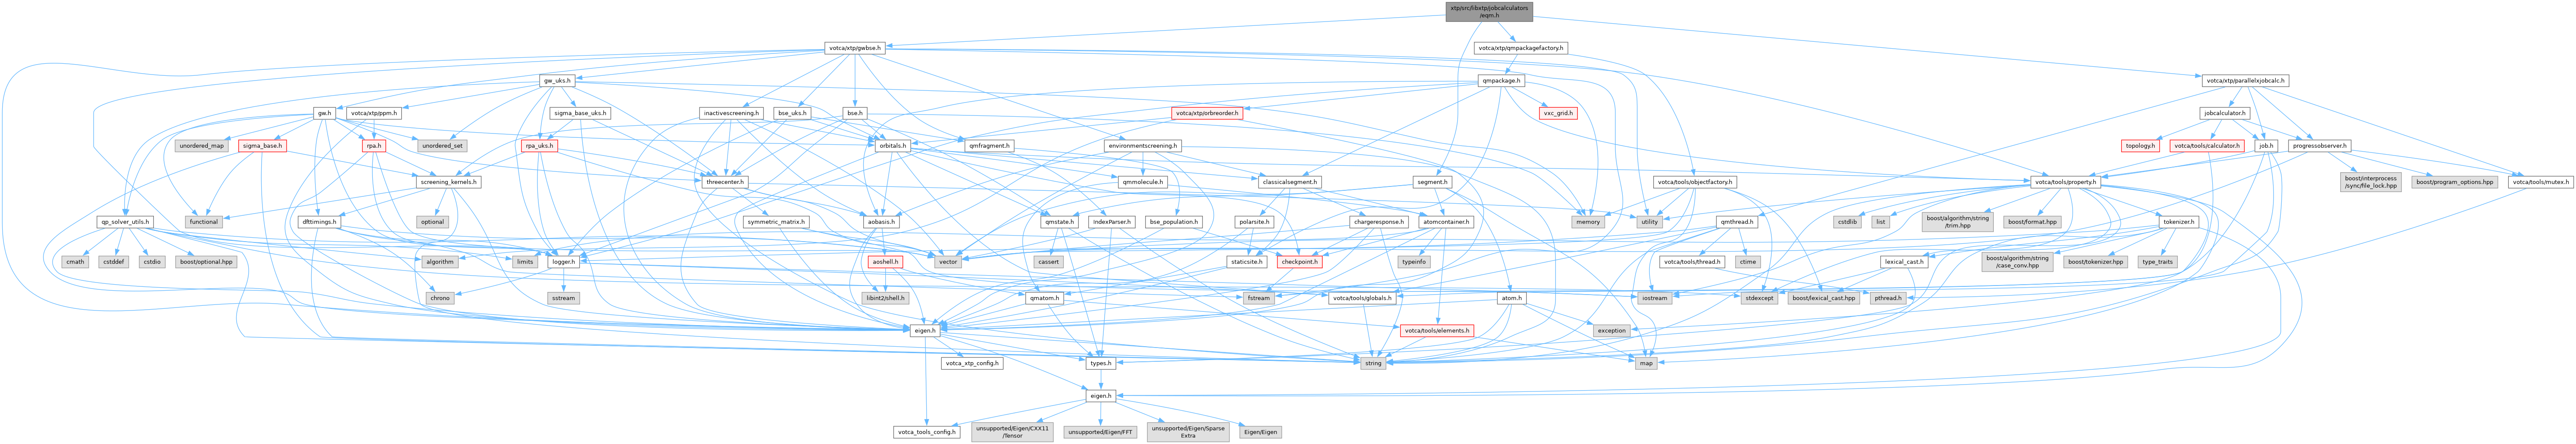 xtp/src/libxtp/jobcalculators
/eqm.h
votca/xtp/gwbse.h
votca/xtp/qmpackagefactory.h
gw_uks.h
qmpackage.h
votca/xtp/parallelxjobcalc.h
gw.h
votca/xtp/ppm.h
sigma_base_uks.h
inactivescreening.h
bse_uks.h
bse.h
votca/xtp/orbreorder.h
vxc_grid.h
jobcalculator.h
unordered_map
sigma_base.h
rpa.h
unordered_set
rpa_uks.h
orbitals.h
qmfragment.h
environmentscreening.h
topology.h
votca/tools/calculator.h
job.h
progressobserver.h
screening_kernels.h
threecenter.h
qmmolecule.h
classicalsegment.h
segment.h
votca/tools/objectfactory.h
votca/tools/property.h
boost/interprocess
/sync/file_lock.hpp
boost/program_options.hpp
votca/tools/mutex.h
qp_solver_utils.h
functional
dfttimings.h
optional
symmetric_matrix.h
aobasis.h
qmstate.h
IndexParser.h
bse_population.h
polarsite.h
chargeresponse.h
atomcontainer.h
memory
utility
qmthread.h
cstdlib
list
boost/algorithm/string
/trim.hpp
boost/format.hpp
tokenizer.h
cmath
cstddef
cstdio
boost/optional.hpp
algorithm
limits
logger.h
vector
aoshell.h
cassert
staticsite.h
checkpoint.h
typeinfo
votca/tools/thread.h
ctime
lexical_cast.h
boost/algorithm/string
/case_conv.hpp
boost/tokenizer.hpp
type_traits
chrono
sstream
libint2/shell.h
qmatom.h
fstream
votca/tools/globals.h
atom.h
iostream
stdexcept
boost/lexical_cast.hpp
pthread.h
eigen.h
votca/tools/elements.h
exception
votca_xtp_config.h
types.h
string
map
eigen.h
votca_tools_config.h
unsupported/Eigen/CXX11
/Tensor
unsupported/Eigen/FFT
unsupported/Eigen/Sparse
Extra
Eigen/Eigen